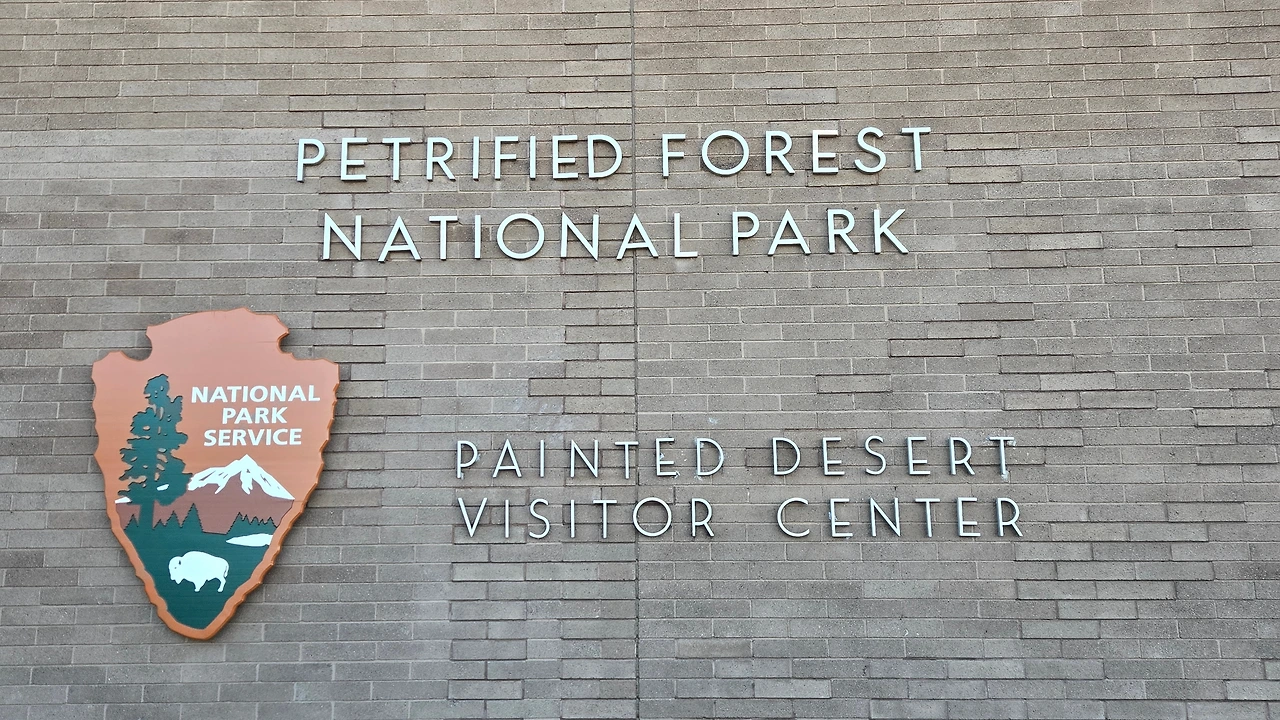 PETRIFIED FOREST
NATIONAL PARK
NATIONAL
PARK
SERVICE
PAINTED DESERT
VISITOR CENTER